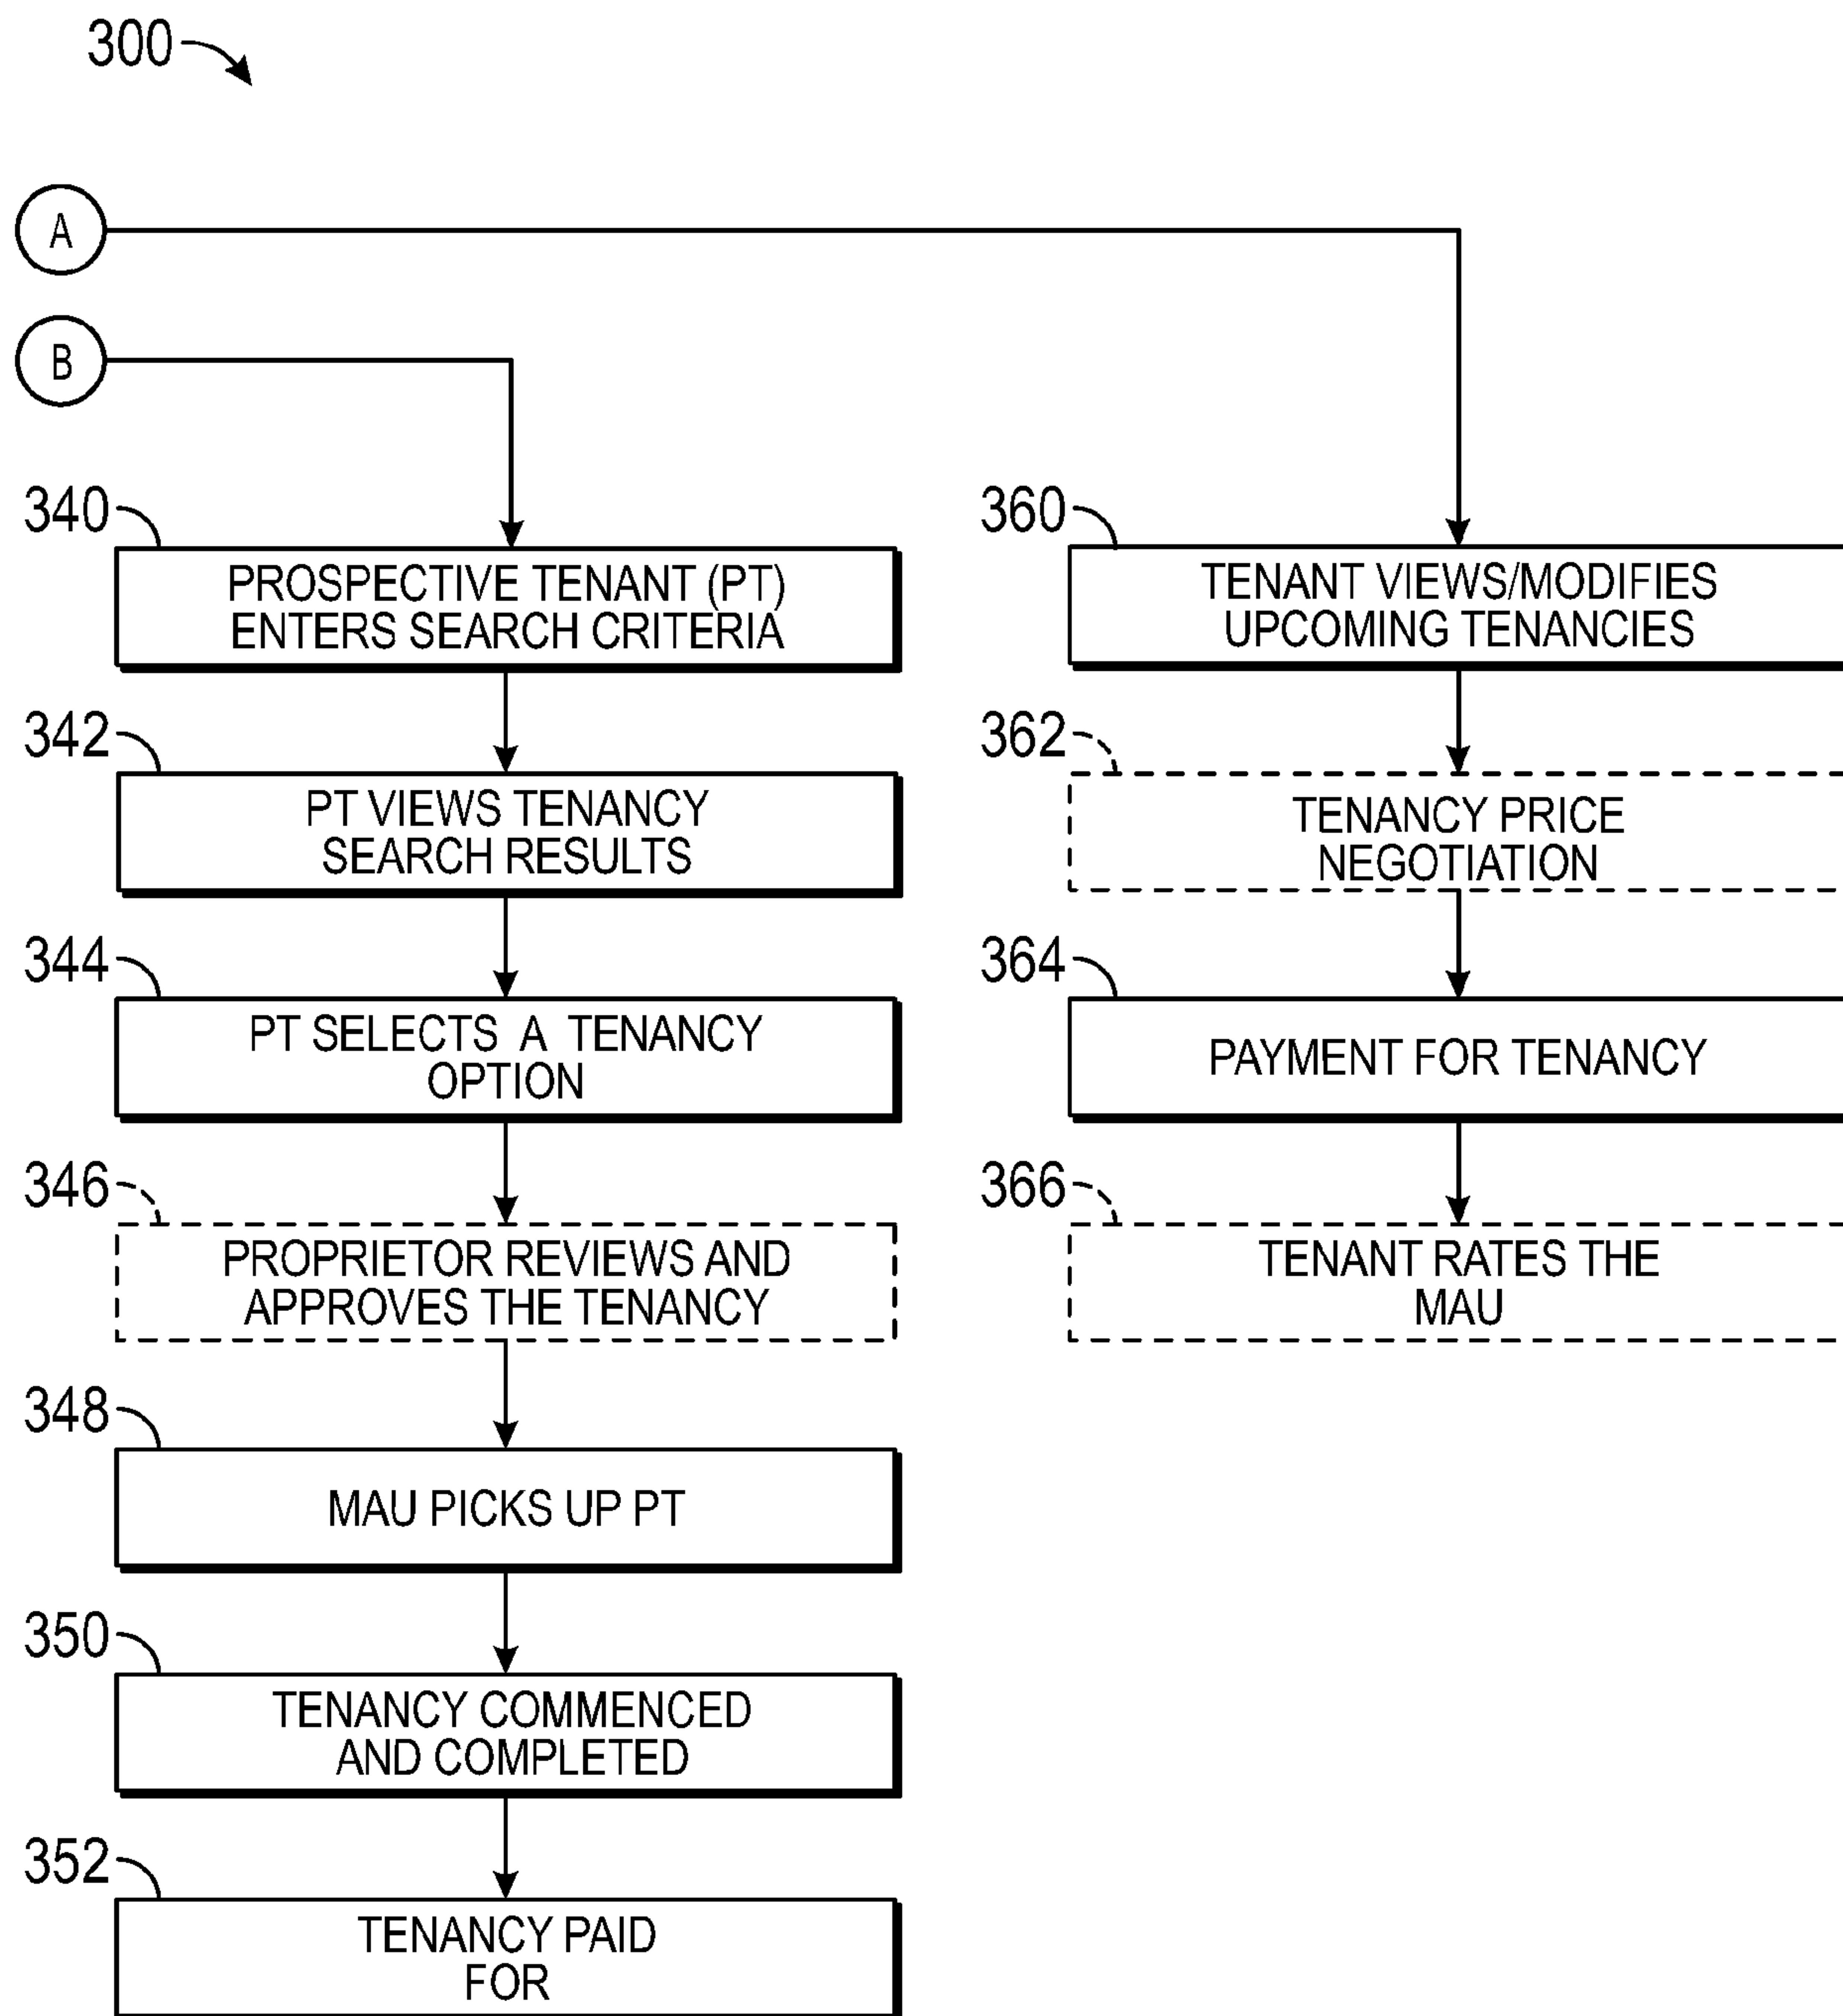 300
A
B
340
PROSPECTIVE TENANT (PT)
ENTERS SEARCH CRITERIA
342
PT VIEWS TENANCY
SEARCH RESULTS
344
PT SELECTS A TENANCY
OPTION
346
PROPRIETOR REVIEWS AND
APPROVES THE TENANCY
348
MAU PICKS UP PT
350
TENANCY COMMENCED
AND COMPLETED
352
TENANCY PAID
FOR
360
TENANT VIEWS/MODIFIES
UPCOMING TENANCIES
362
TENANCY PRICE
NEGOTIATION
364
PAYMENT FOR TENANCY
366
TENANT RATES THE
MAU